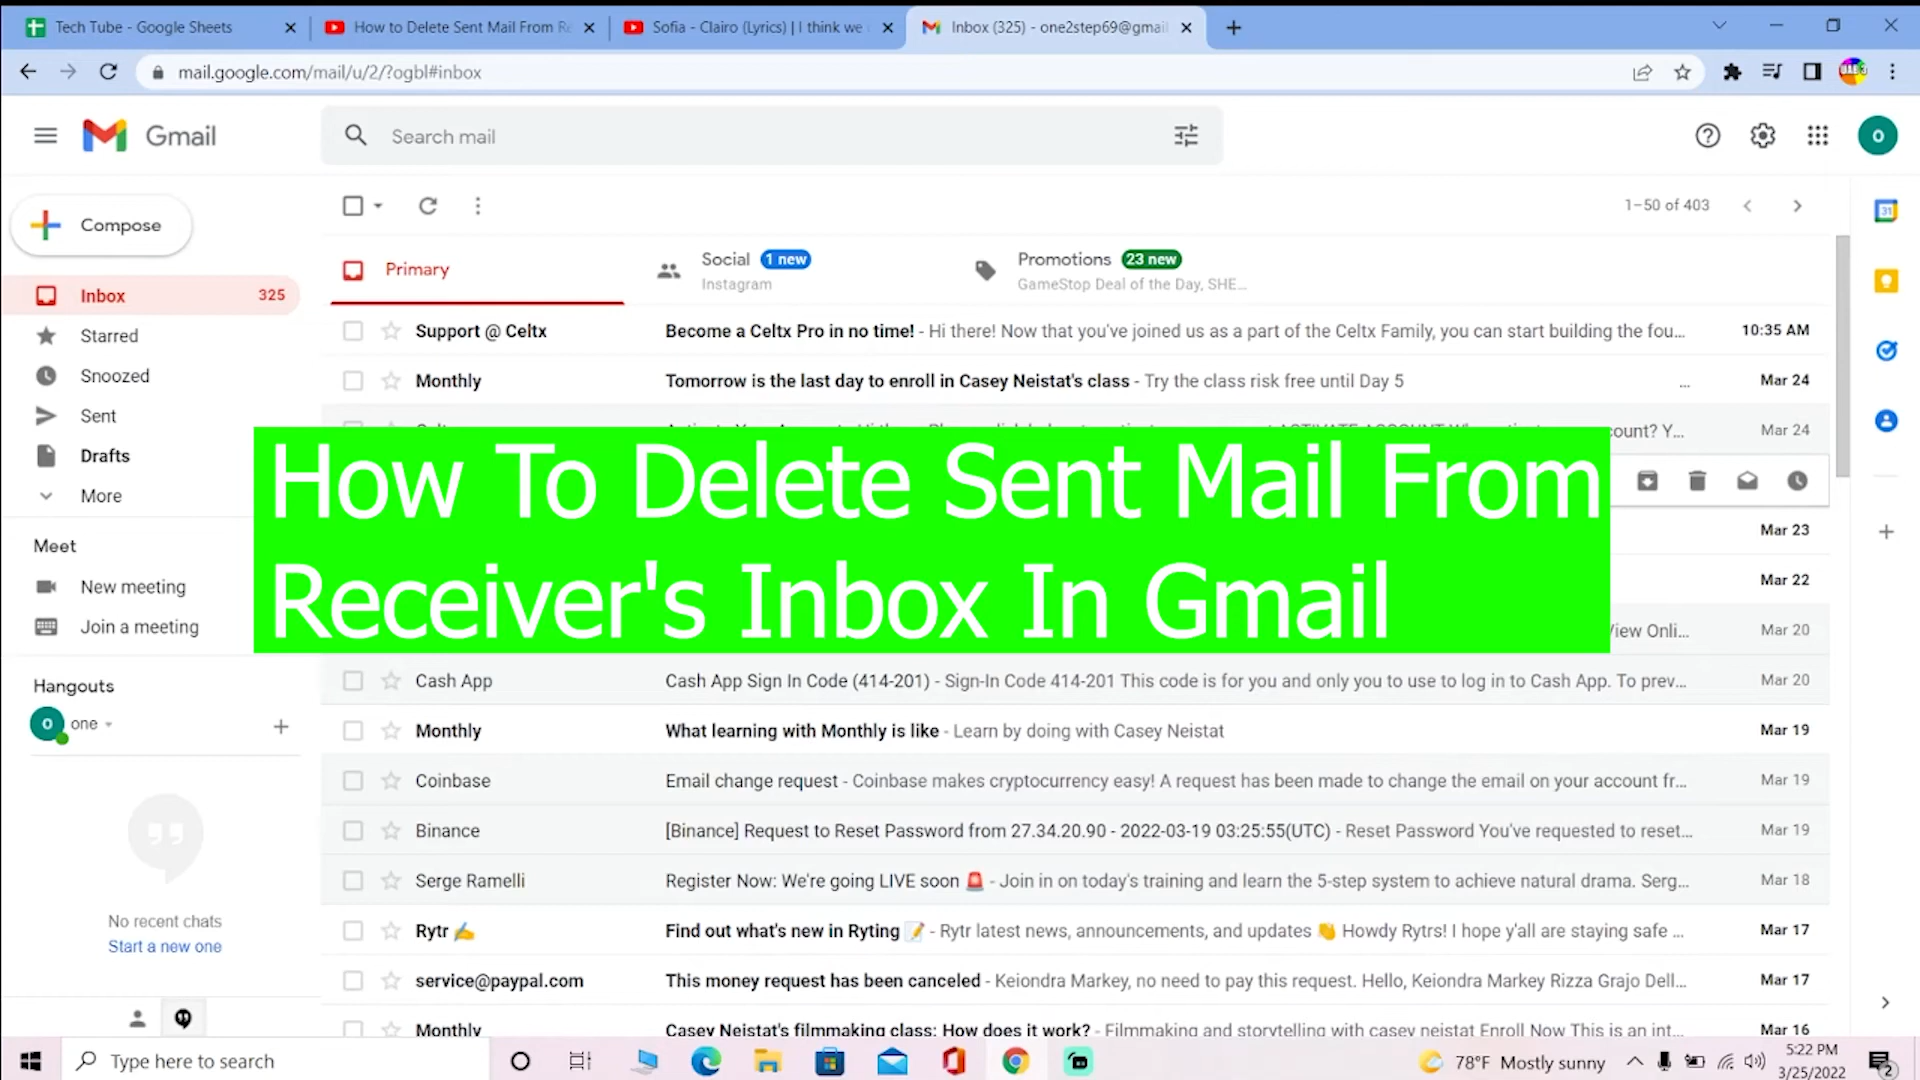 Tech Tube - Google Sheets
How to Delete Sent Mail From Re
Sofia - Clairo (Lyrics) | I think we
Inbox (325) - one2step69@gmail
mail.google.com/mail/u/2/?ogbl#inbox
Gmail
Search mail
Compose
1–50 of 403
Primary
Social 1 new
Instagram
Promotions 23 new
GameStop Deal of the Day, SHE...
Inbox 325
Starred
Snoozed
Sent
Drafts
More
Meet
New meeting
Join a meeting
Hangouts
one
No recent chats
Start a new one
Support @ Celtx Become a Celtx Pro in no time! - Hi there! Now that you've joined us as a part of the Celtx Family, you can start building the fou... 10:35 AM
Monthly Tomorrow is the last day to enroll in Casey Neistat's class - Try the class risk free until Day 5 ... Mar 24
count? Y... Mar 24
How To Delete Sent Mail From
Receiver's Inbox In Gmail
Mar 23
Mar 22
View Onli... Mar 20
Cash App Cash App Sign In Code (414-201) - Sign-In Code 414-201 This code is for you and only you to use to log in to Cash App. To prev... Mar 20
Monthly What learning with Monthly is like - Learn by doing with Casey Neistat Mar 19
Coinbase Email change request - Coinbase makes cryptocurrency easy! A request has been made to change the email on your account fr... Mar 19
Binance [Binance] Request to Reset Password from 27.34.20.90 - 2022-03-19 03:25:55(UTC) - Reset Password You've requested to reset... Mar 19
Serge Ramelli Register Now: We're going LIVE soon 🚨 - Join in on today's training and learn the 5-step system to achieve natural drama. Serg... Mar 18
Rytr ✍️ Find out what's new in Ryting 📝 - Rytr latest news, announcements, and updates 👋 Howdy Rytrs! I hope y'all are staying safe ... Mar 17
service@paypal.com This money request has been canceled - Keiondra Markey, no need to pay this request. Hello, Keiondra Markey Rizza Grajo Dell... Mar 17
Monthly Casey Neistat's filmmaking class: How does it work? - Filmmaking and storytelling with casey neistat Enroll Now This is an int... Mar 16
Type here to search
78°F Mostly sunny
5:22 PM
3/25/2022
2